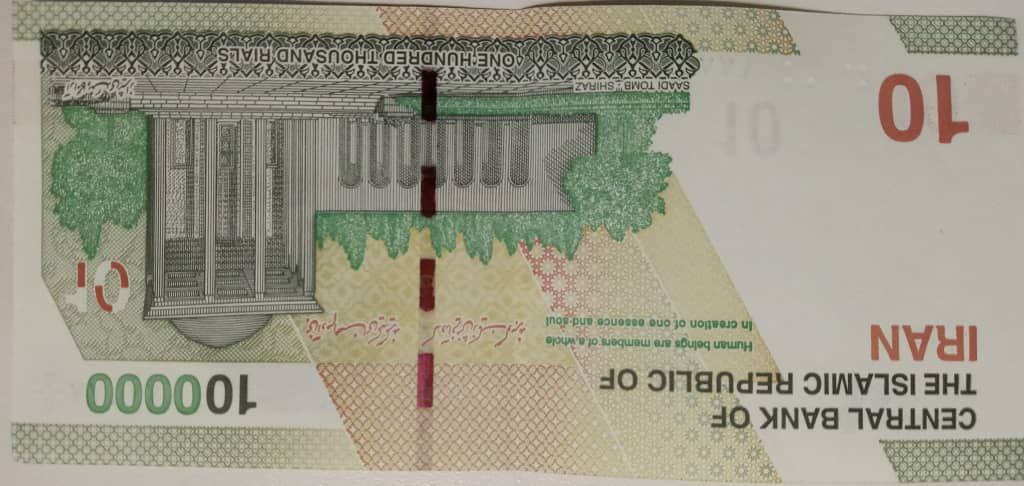 CENTRAL BANK OF
THE ISLAMIC REPUBLIC OF
IRAN
100000
Human beings are members of a whole
In creation of one essence and soul
بنی آدم اعضای یکدیگرند که در آفرینش ز یک گوهرند
10
10
SAADI TOMB - SHIRAZ
آرامگاه سعدی شیراز
ONE HUNDRED THOUSAND RIALS